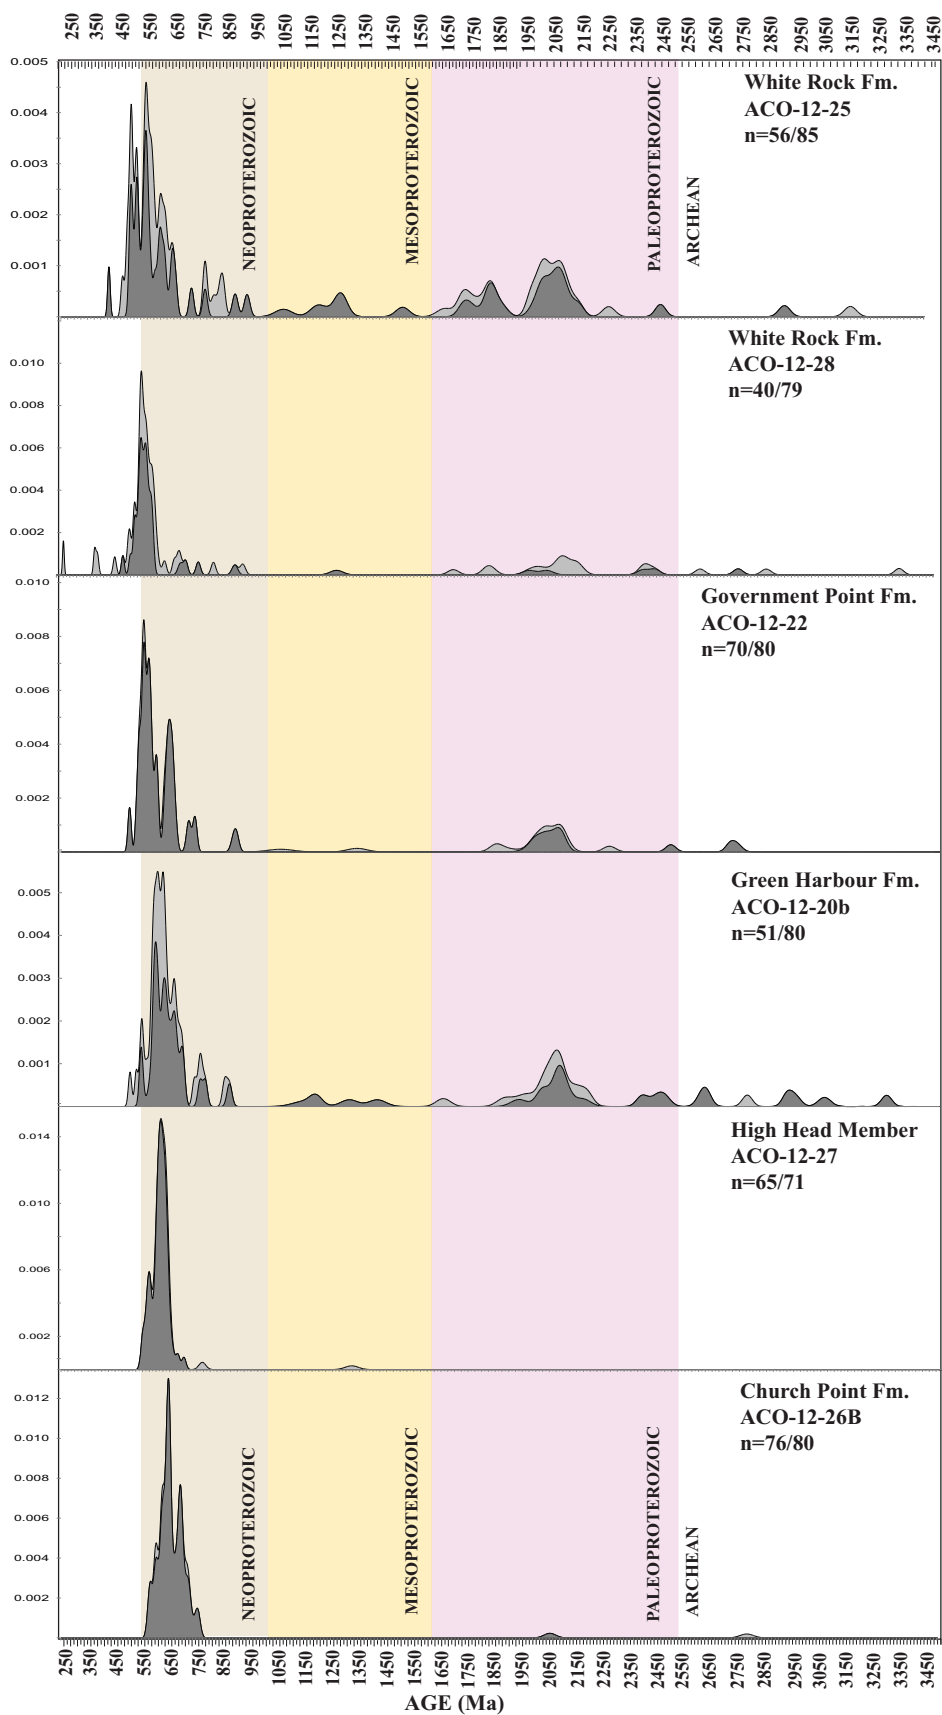 250 350 450 550 650 750 850 950 1050 1150 1250 1350 1450 1550 1650 1750 1850 1950 2050 2150 2250 2350 2450 2550 2650 2750 2850 2950 3050 3150 3250 3350 3450
0.005
0.004
0.003
0.002
0.001
NEOPROTEROZOIC
MESOPROTEROZOIC
PALEOPROTEROZOIC
ARCHEAN
White Rock Fm.
ACO-12-25
n=56/85
0.010
0.008
0.006
0.004
0.002
White Rock Fm.
ACO-12-28
n=40/79
0.010
0.008
0.006
0.004
0.002
Government Point Fm.
ACO-12-22
n=70/80
0.005
0.004
0.003
0.002
0.001
Green Harbour Fm.
ACO-12-20b
n=51/80
0.014
0.010
0.006
0.002
High Head Member
ACO-12-27
n=65/71
0.012
0.010
0.008
0.006
0.004
0.002
NEOPROTEROZOIC
MESOPROTEROZOIC
PALEOPROTEROZOIC
ARCHEAN
Church Point Fm.
ACO-12-26B
n=76/80
250 350 450 550 650 750 850 950 1050 1150 1250 1350 1450 1550 1650 1750 1850 1950 2050 2150 2250 2350 2450 2550 2650 2750 2850 2950 3050 3150 3250 3350 3450
AGE (Ma)